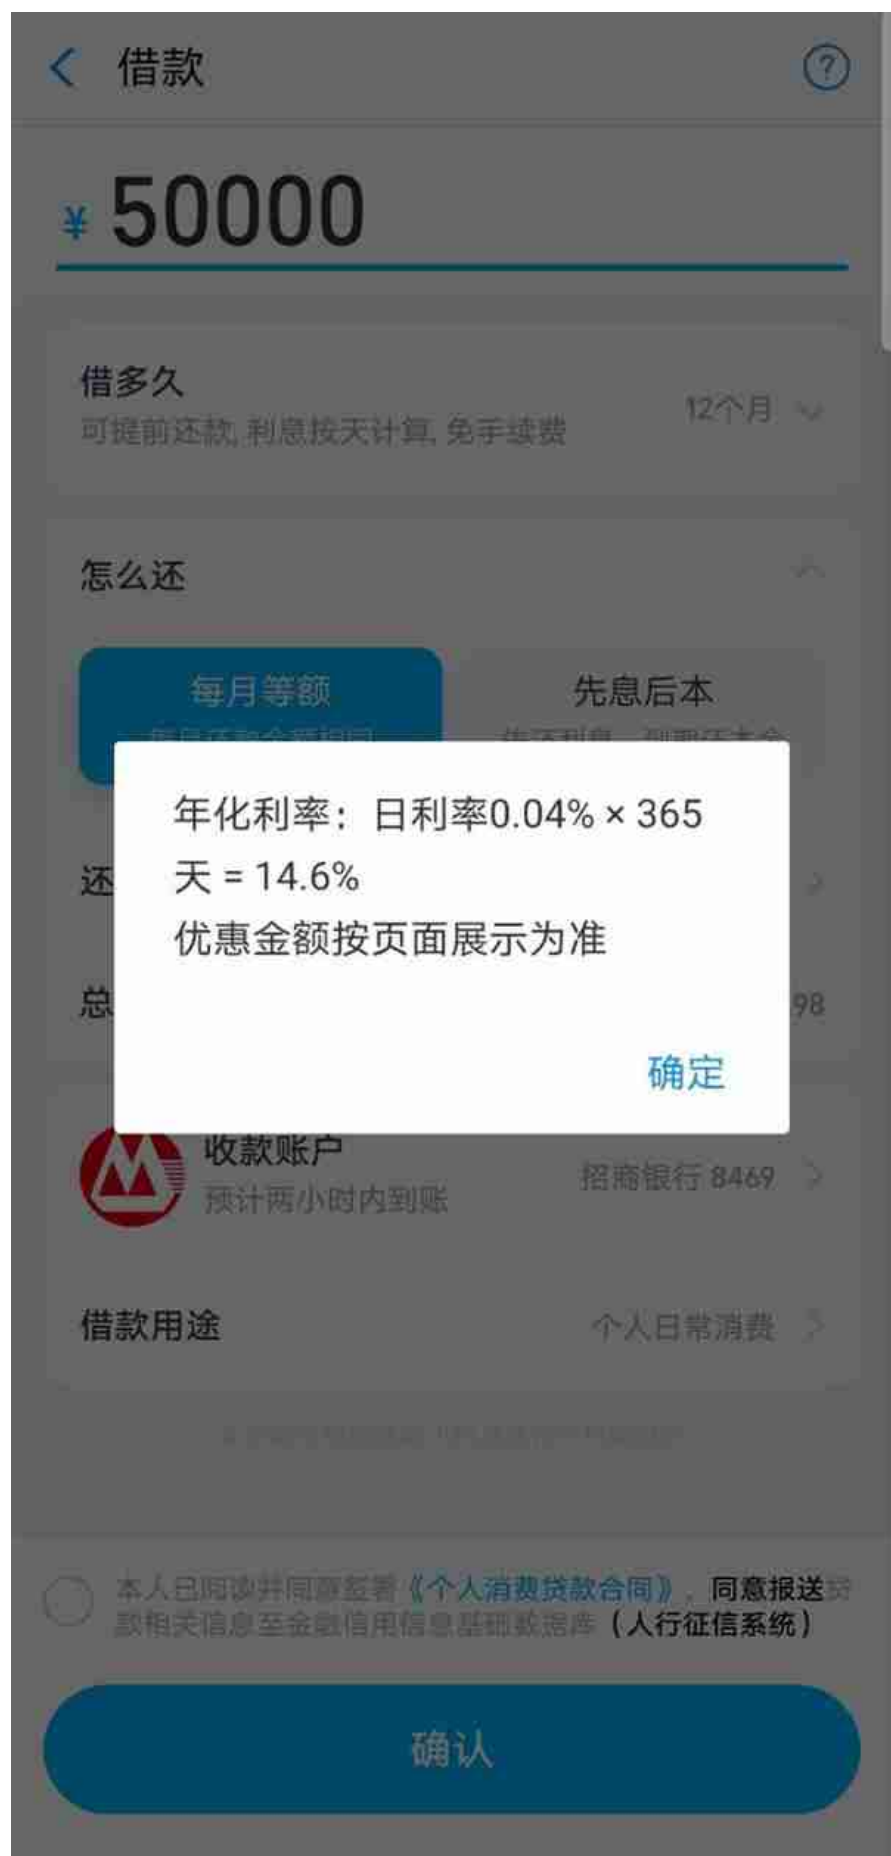 借款
?
¥ 50000
借多久
12个月
可提前还款, 利息按天计算, 免手续费
怎么还
每月等额
先息后本
年化利率：日利率0.04% × 365
天 = 14.6%
优惠金额按页面展示为准
还
总
98
确定
收款账户
预计两小时内到账
招商银行 8469
借款用途
个人日常消费
本人已阅读并同意签署《个人消费贷款合同》，同意报送贷
款相关信息至金融信用信息基础数据库（人行征信系统）
确认